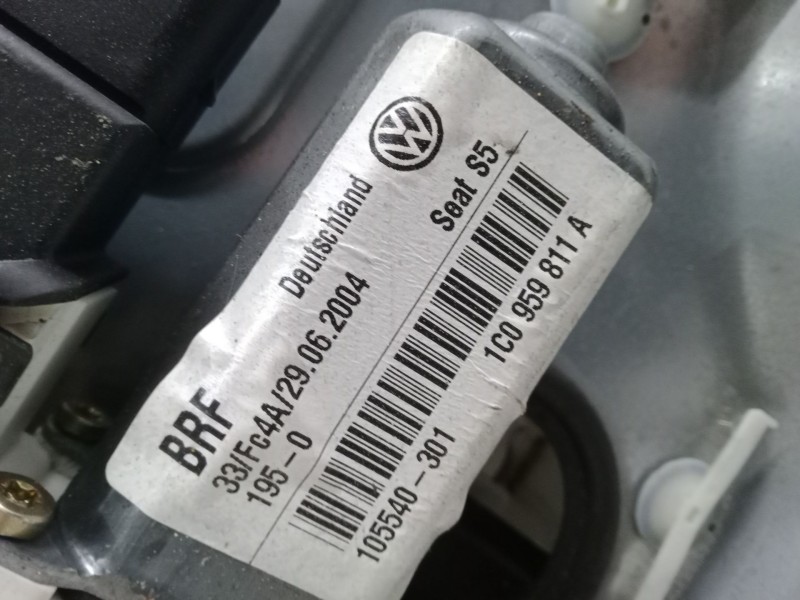 Deutschland
Seat S5
BRF
33/Fc4A/29.06.2004
195-0
1C0 959 811 A
105540-301